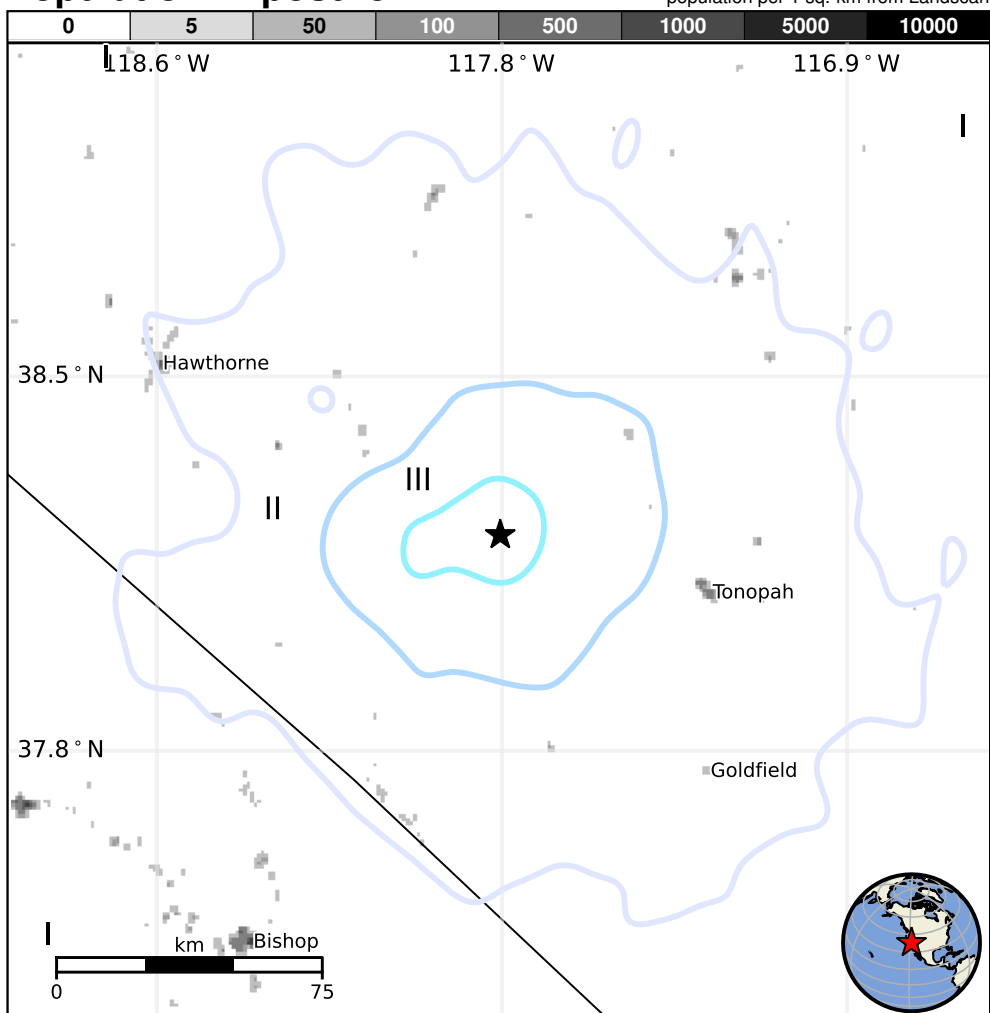 population per 1 sq. km from Landscan
0 5 50 100 500 1000 5000 10000
118.6°W 117.8°W 116.9°W
I
I
38.5°N
Hawthorne
III
II
Tonopah
37.8°N
Goldfield
I
km
Bishop
0 75